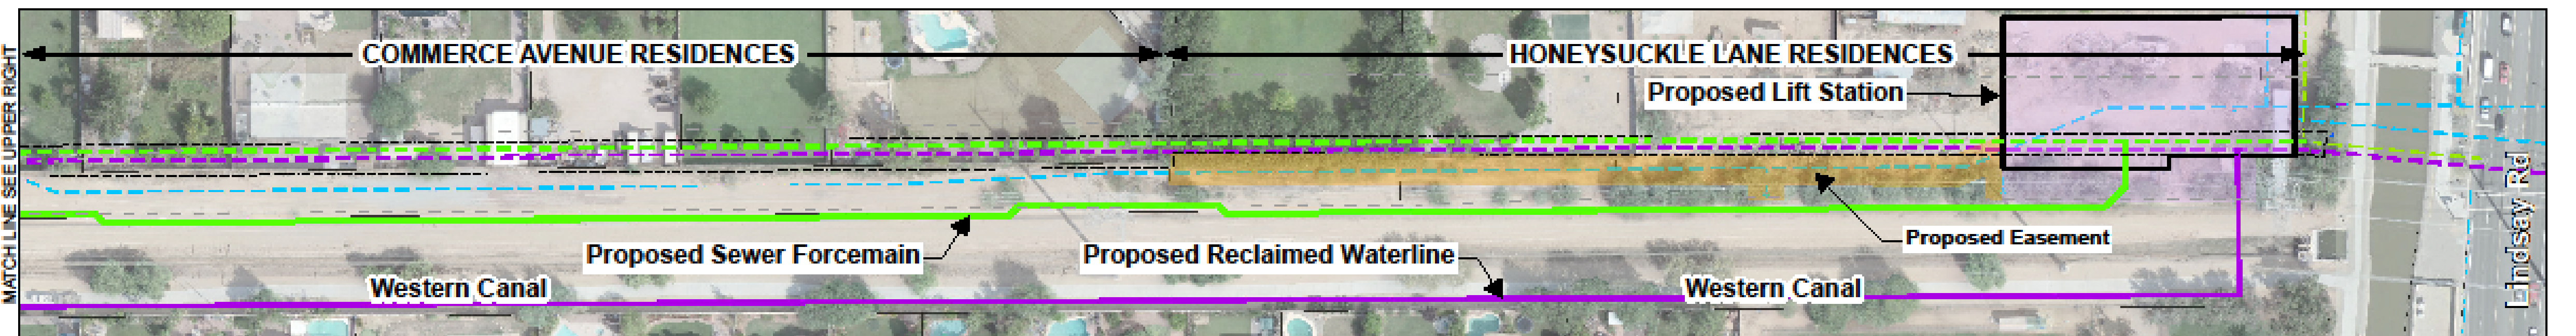 MATCH LINE SEE UPPER RIGHT
COMMERCE AVENUE RESIDENCES
HONEYSUCKLE LANE RESIDENCES
Proposed Lift Station
Proposed Easement
Proposed Sewer Forcemain
Proposed Reclaimed Waterline
Western Canal
Western Canal
Lindsay Rd